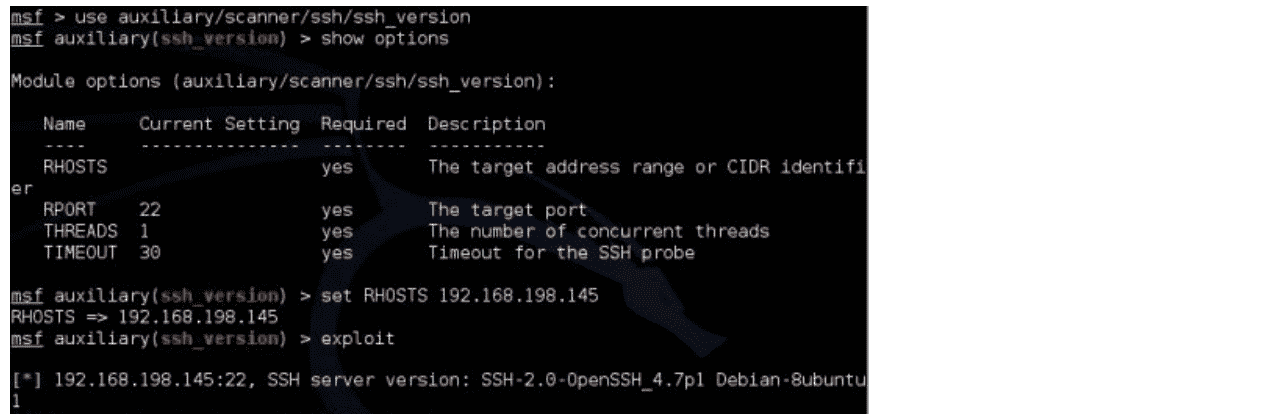 msf > use auxiliary/scanner/ssh/ssh_version
msf auxiliary(ssh_version) > show options
Module options (auxiliary/scanner/ssh/ssh_version):
Name Current Setting Required Description
---- --------------- -------- -----------
RHOSTS yes The target address range or CIDR identifi
er
RPORT 22 yes The target port
THREADS 1 yes The number of concurrent threads
TIMEOUT 30 yes Timeout for the SSH probe
msf auxiliary(ssh_version) > set RHOSTS 192.168.198.145
RHOSTS => 192.168.198.145
msf auxiliary(ssh_version) > exploit
[*] 192.168.198.145:22, SSH server version: SSH-2.0-OpenSSH_4.7p1 Debian-8ubuntu
1